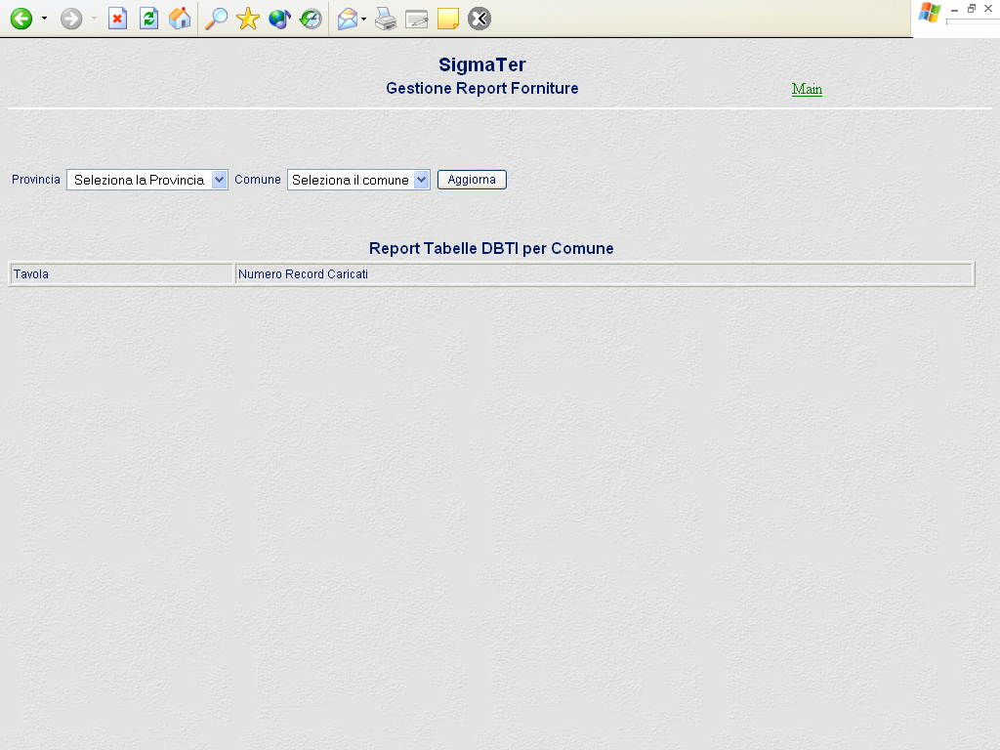 SigmaTer
Gestione Report Forniture
Main
Provincia Seleziona la Provincia Comune Seleziona il comune Aggiorna
Report Tabelle DBTI per Comune
Tavola Numero Record Caricati